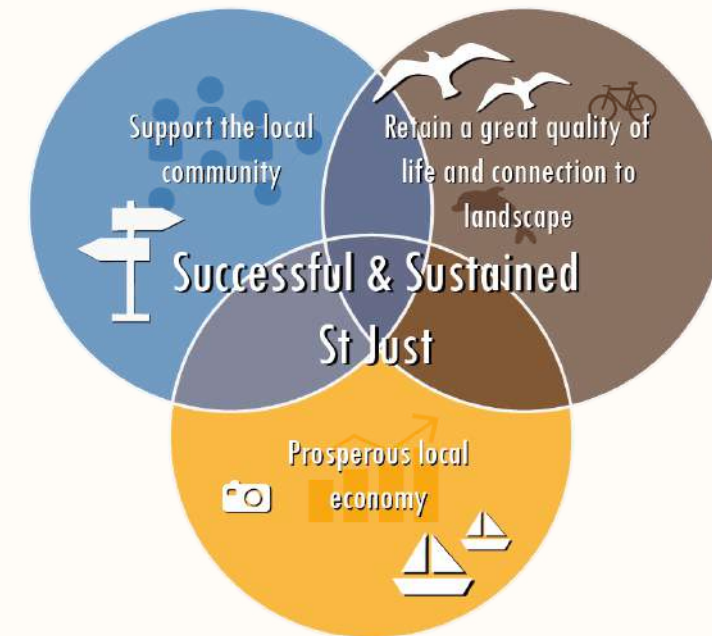 Support the local
community
Retain a great quality of
life and connection to
landscape
Successful & Sustained
St Just
Prosperous local
economy